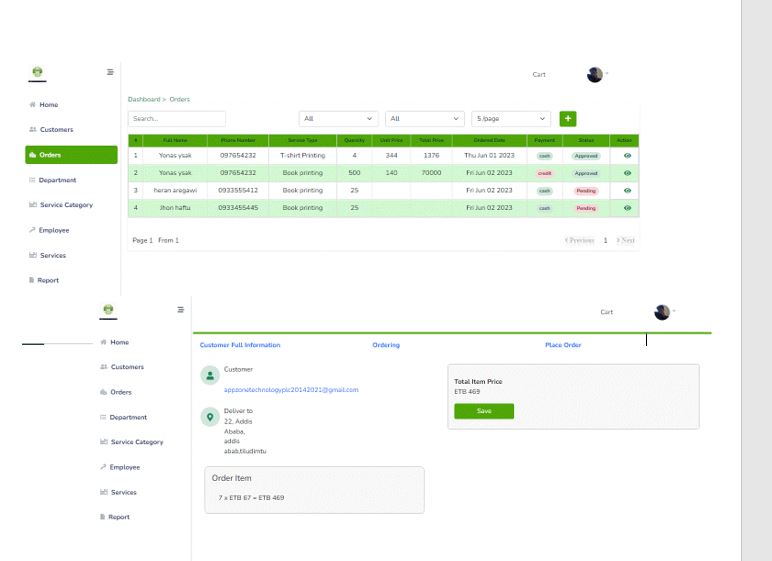 Cart
Home
Customers
Orders
Department
Service Category
Employee
Services
Report
Dashboard > Orders
Search... All All 5 /page +
# Full Name Phone Number Service Type Quantity Unit Price Total Price Ordered Date Payment Status Action
1 Yonas ysak 097654232 T-shirt Printing 4 344 1376 Thu Jun 01 2023 cash Approved
2 Yonas ysak 097654232 Book printing 500 140 70000 Fri Jun 02 2023 credit Approved
3 heran aregawi 0933555412 Book printing 25 Fri Jun 02 2023 cash Pending
4 Jhon haftu 0933455445 Book printing 25 Fri Jun 02 2023 cash Pending
Page 1 From 1 Previous 1 Next
Cart
Home
Customers
Orders
Department
Service Category
Employee
Services
Report
Customer Full Information Ordering Place Order
Customer
appzonetechnologyplc20142021@gmail.com
Deliver to
22, Addis
Ababa,
addis
abab,tiludimtu
Order Item
7 x ETB 67 = ETB 469
Total Item Price
ETB 469
Save